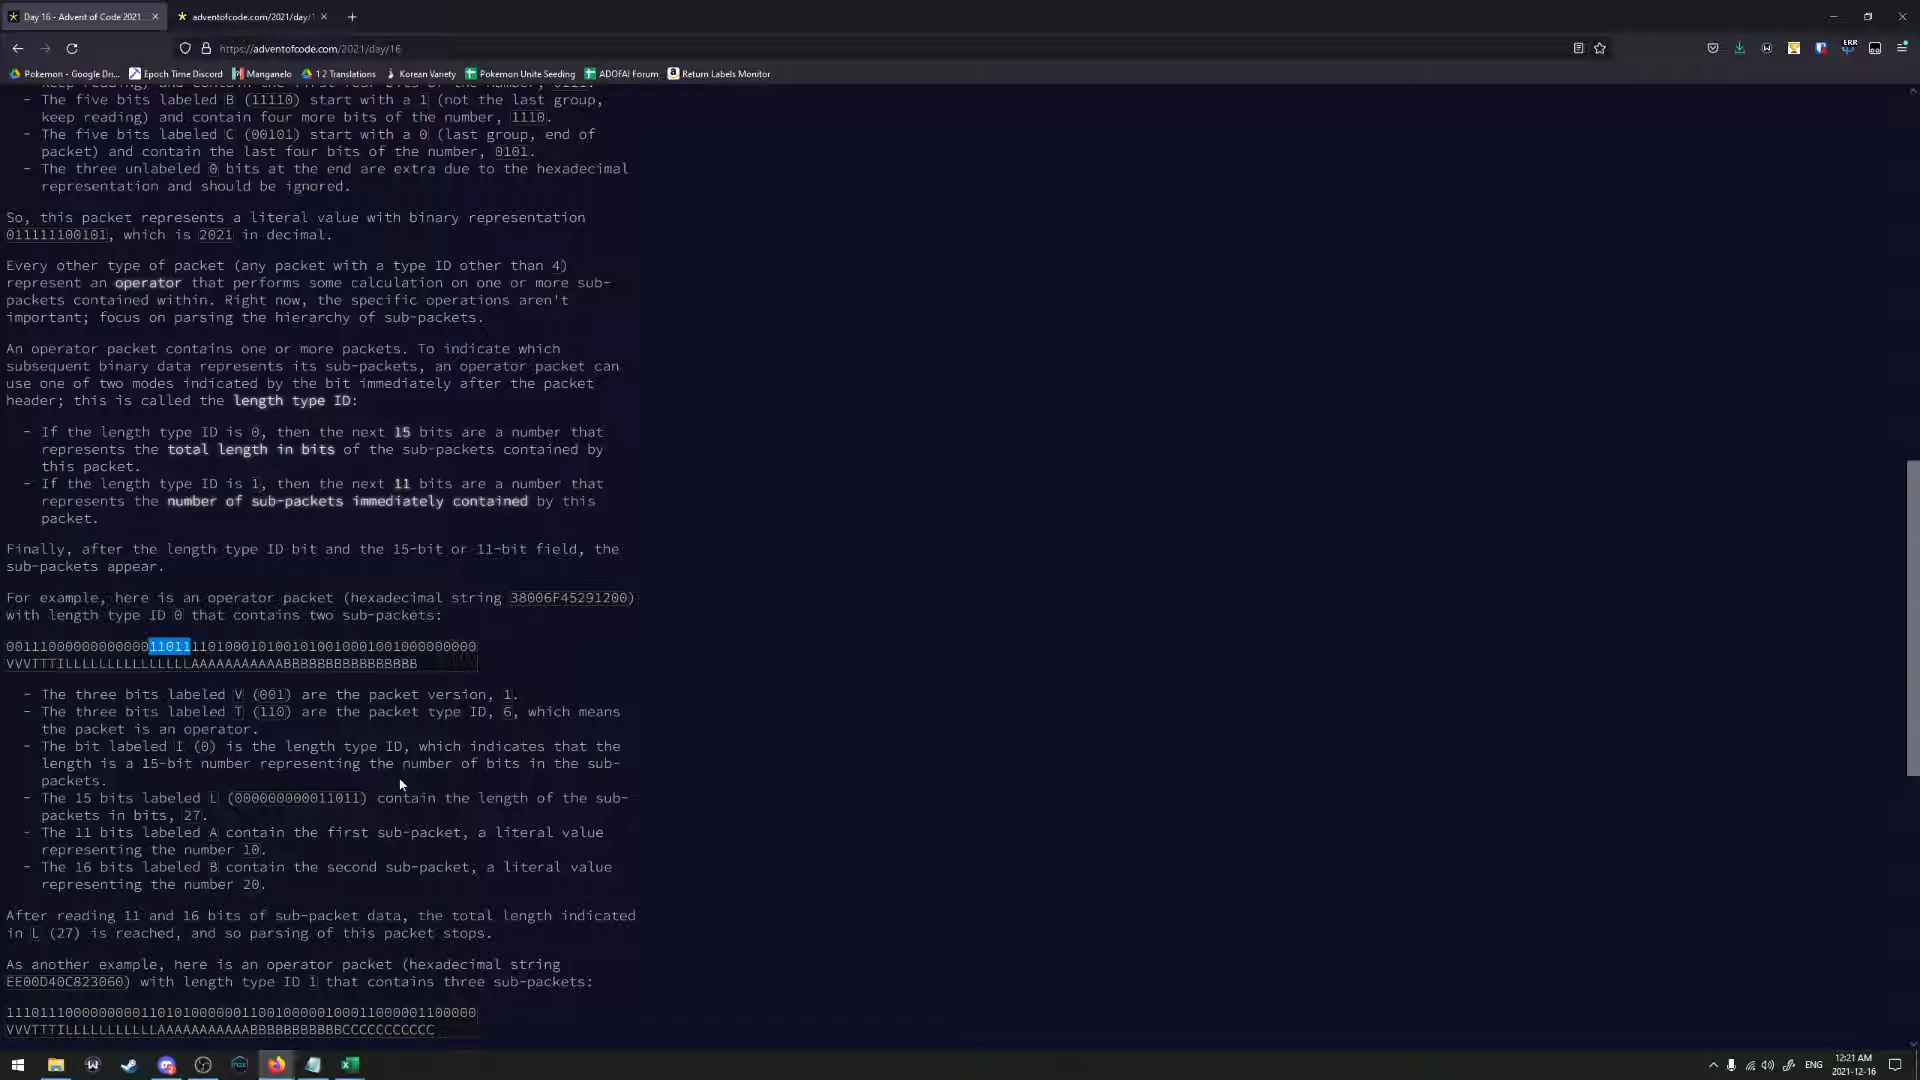 Day 16 - Advent of Code 2021
adventofcode.com/2021/day/1
https://adventofcode.com/2021/day/16
ERR
Pokemon - Google Dri...
Epoch Time Discord
Manganelo
1 2 Translations
Korean Variety
Pokemon Unite Seeding
ADOFAI Forum
Return Labels Monitor
- The five bits labeled B (11110) start with a 1 (not the last group,
keep reading) and contain four more bits of the number, 1110.
- The five bits labeled C (00101) start with a 0 (last group, end of
packet) and contain the last four bits of the number, 0101.
- The three unlabeled 0 bits at the end are extra due to the hexadecimal
representation and should be ignored.
So, this packet represents a literal value with binary representation
011111100101, which is 2021 in decimal.
Every other type of packet (any packet with a type ID other than 4)
represent an operator that performs some calculation on one or more sub-
packets contained within. Right now, the specific operations aren't
important; focus on parsing the hierarchy of sub-packets.
An operator packet contains one or more packets. To indicate which
subsequent binary data represents its sub-packets, an operator packet can
use one of two modes indicated by the bit immediately after the packet
header; this is called the length type ID:
- If the length type ID is 0, then the next 15 bits are a number that
represents the total length in bits of the sub-packets contained by
this packet.
- If the length type ID is 1, then the next 11 bits are a number that
represents the number of sub-packets immediately contained by this
packet.
Finally, after the length type ID bit and the 15-bit or 11-bit field, the
sub-packets appear.
For example, here is an operator packet (hexadecimal string 38006F45291200)
with length type ID 0 that contains two sub-packets:
00111000000000000110111101000101001010010001001000000000
VVVTTTILLLLLLLLLLLLLLLAAAAAAAAAAABBBBBBBBBBBBBBBB
- The three bits labeled V (001) are the packet version, 1.
- The three bits labeled T (110) are the packet type ID, 6, which means
the packet is an operator.
- The bit labeled I (0) is the length type ID, which indicates that the
length is a 15-bit number representing the number of bits in the sub-
packets.
- The 15 bits labeled L (000000000011011) contain the length of the sub-
packets in bits, 27.
- The 11 bits labeled A contain the first sub-packet, a literal value
representing the number 10.
- The 16 bits labeled B contain the second sub-packet, a literal value
representing the number 20.
After reading 11 and 16 bits of sub-packet data, the total length indicated
in L (27) is reached, and so parsing of this packet stops.
As another example, here is an operator packet (hexadecimal string
EE00D40C823060) with length type ID 1 that contains three sub-packets:
11101110000000001101010000001100100000100011000001100000
VVVTTTILLLLLLLLLLLAAAAAAAAAAABBBBBBBBBBBCCCCCCCCCCC
ENG
12:21 AM
2021-12-16